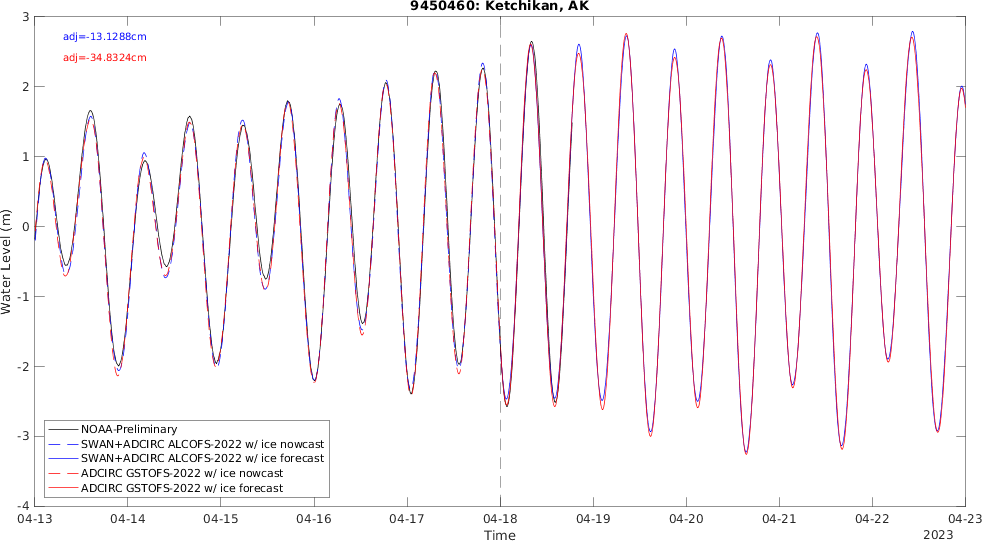 9450460: Ketchikan, AK
adj=-13.1288cm
adj=-34.8324cm
3
2
1
0
-1
-2
-3
-4
Water Level (m)
NOAA-Preliminary
SWAN+ADCIRC ALCOFS-2022 w/ ice nowcast
SWAN+ADCIRC ALCOFS-2022 w/ ice forecast
ADCIRC GSTOFS-2022 w/ ice nowcast
ADCIRC GSTOFS-2022 w/ ice forecast
04-13 04-14 04-15 04-16 04-17 04-18 04-19 04-20 04-21 04-22 04-23
Time
2023